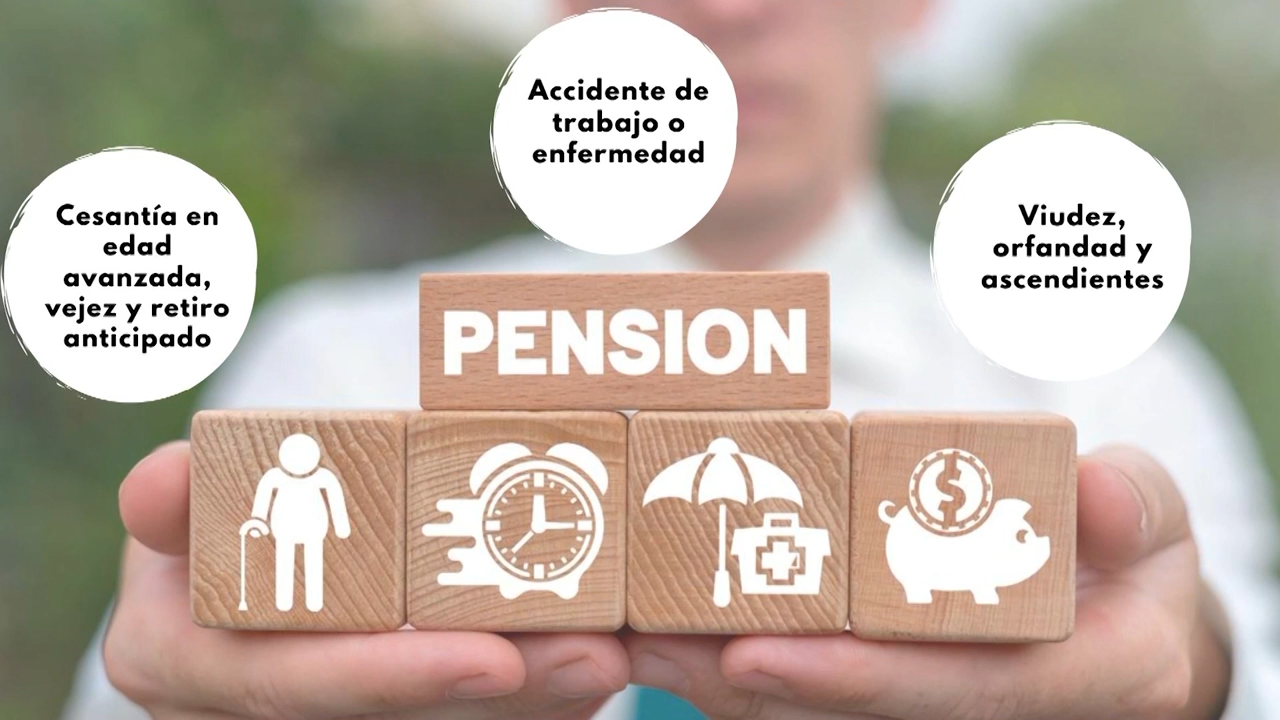 Accidente de
trabajo o
enfermedad
Cesantía en
edad
avanzada,
vejez y retiro
anticipado
Viudez,
orfandad y
ascendientes
PENSION